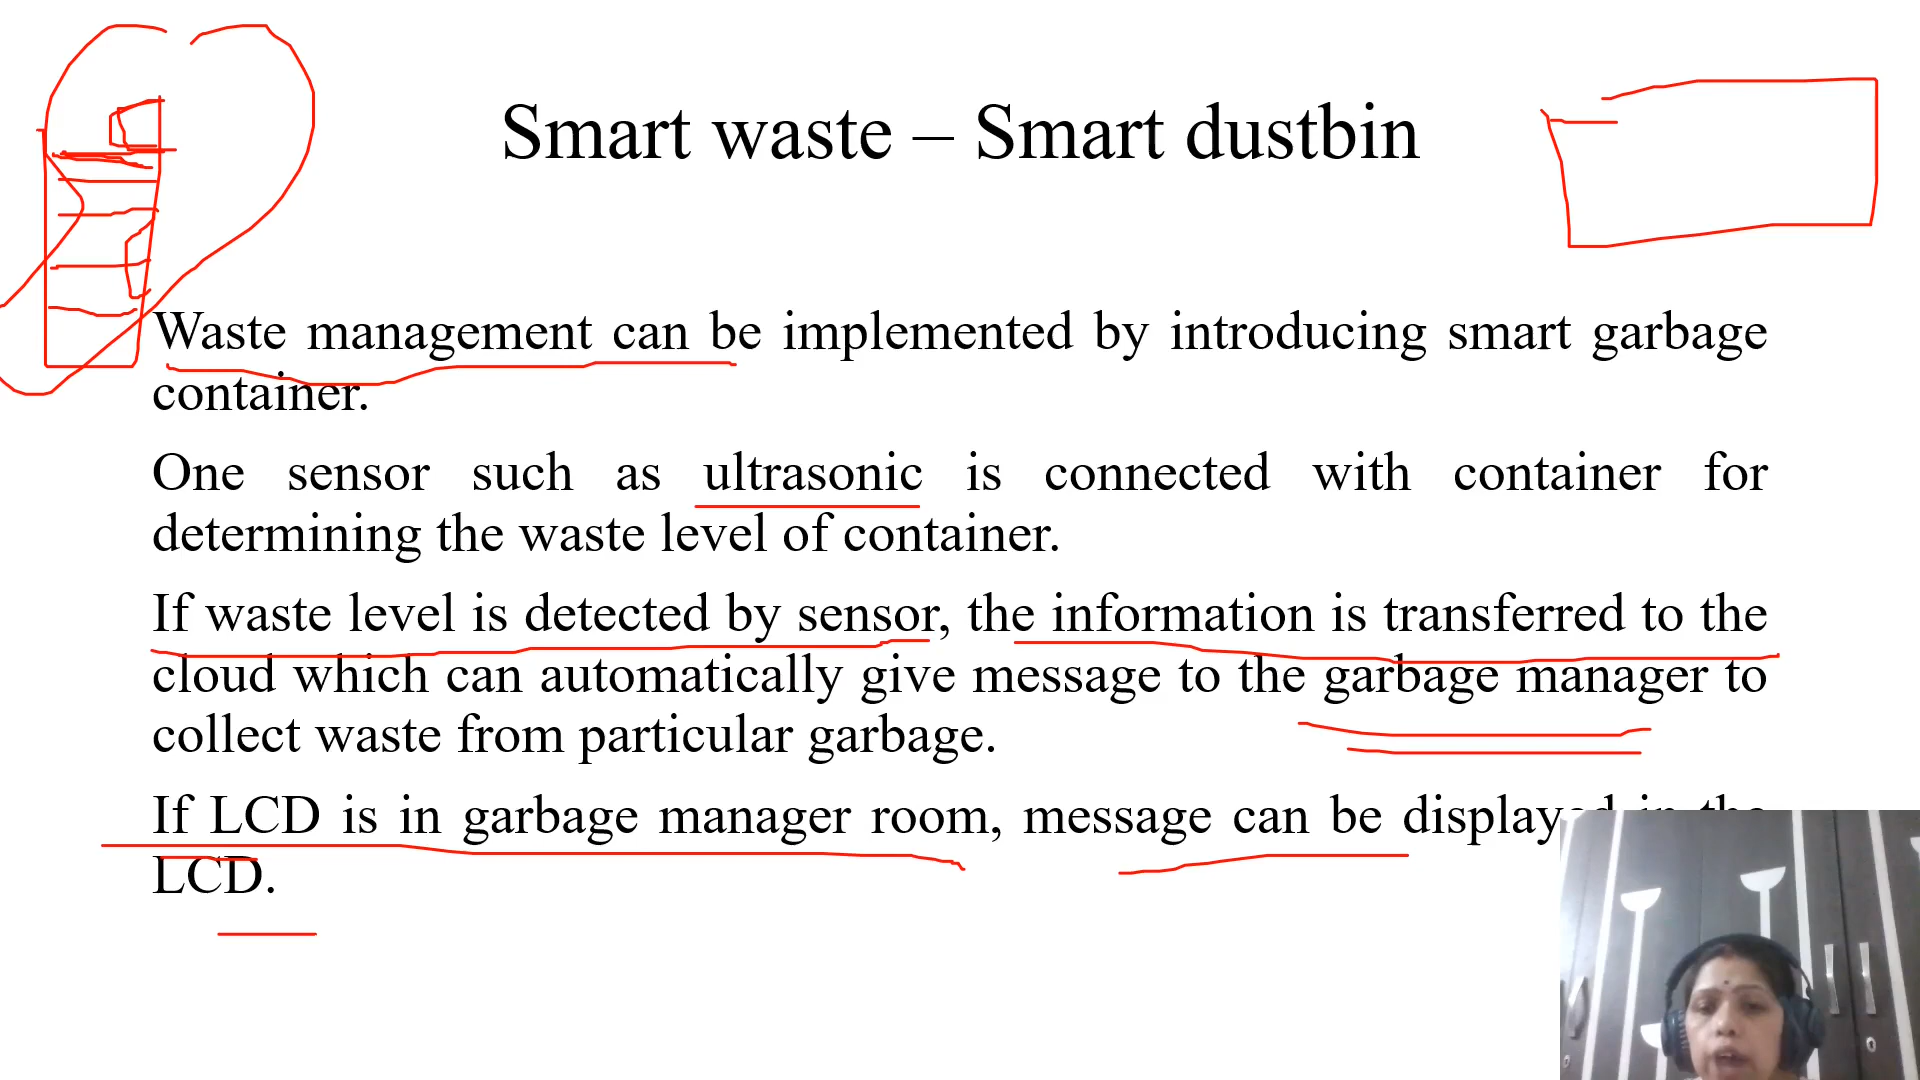 Smart waste – Smart dustbin
Waste management can be implemented by introducing smart garbage
container.
One sensor such as ultrasonic is connected with container for
determining the waste level of container.
If waste level is detected by sensor, the information is transferred to the
cloud which can automatically give message to the garbage manager to
collect waste from particular garbage.
If LCD is in garbage manager room, message can be displayed in the
LCD.